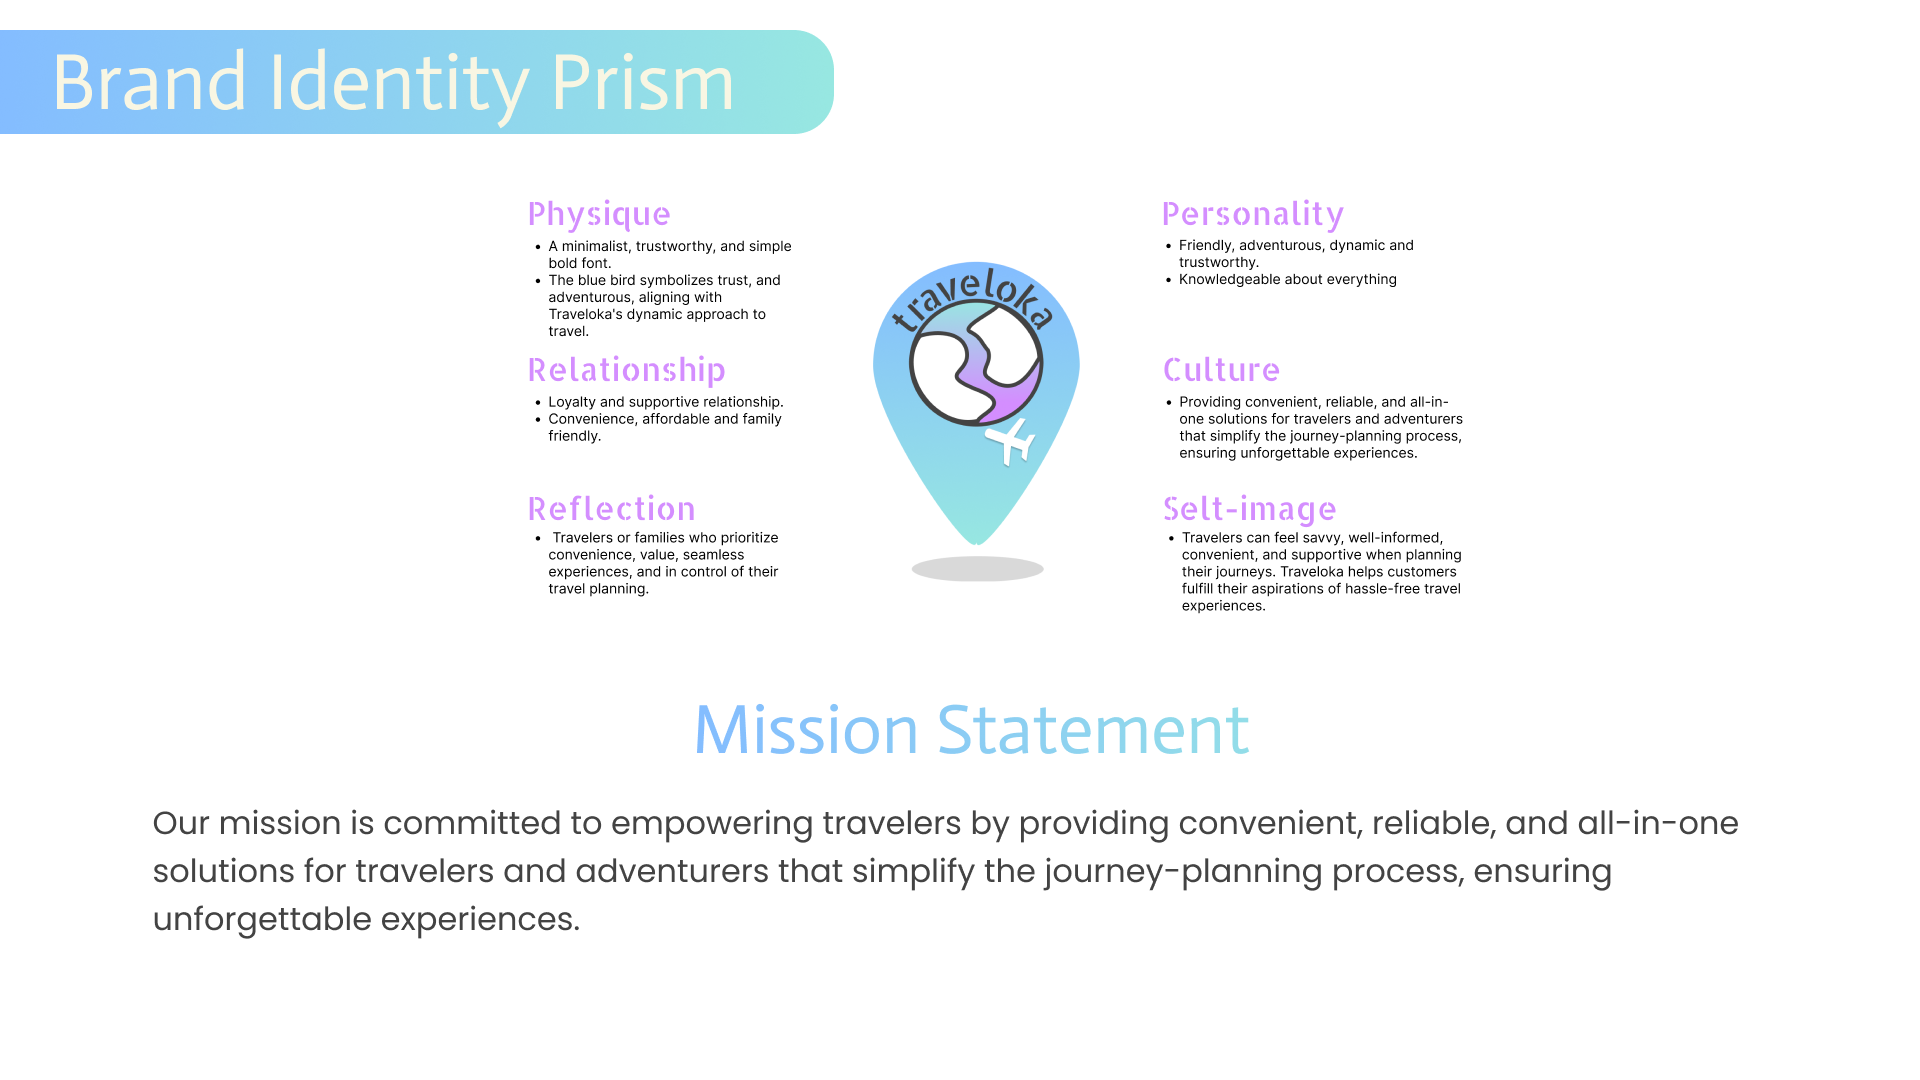 Brand Identity Prism
Physique
• A minimalist, trustworthy, and simple
bold font.
• The blue bird symbolizes trust, and
adventurous, aligning with
Traveloka's dynamic approach to
travel.
Relationship
• Loyalty and supportive relationship.
• Convenience, affordable and family
friendly.
Reflection
• Travelers or families who prioritize
convenience, value, seamless
experiences, and in control of their
travel planning.
traveloka
Personality
• Friendly, adventurous, dynamic and
trustworthy.
• Knowledgeable about everything
Culture
• Providing convenient, reliable, and all-in-
one solutions for travelers and adventurers
that simplify the journey-planning process,
ensuring unforgettable experiences.
Selt-image
• Travelers can feel savvy, well-informed,
convenient, and supportive when planning
their journeys. Traveloka helps customers
fulfill their aspirations of hassle-free travel
experiences.
Mission Statement
Our mission is committed to empowering travelers by providing convenient, reliable, and all-in-one
solutions for travelers and adventurers that simplify the journey-planning process, ensuring
unforgettable experiences.